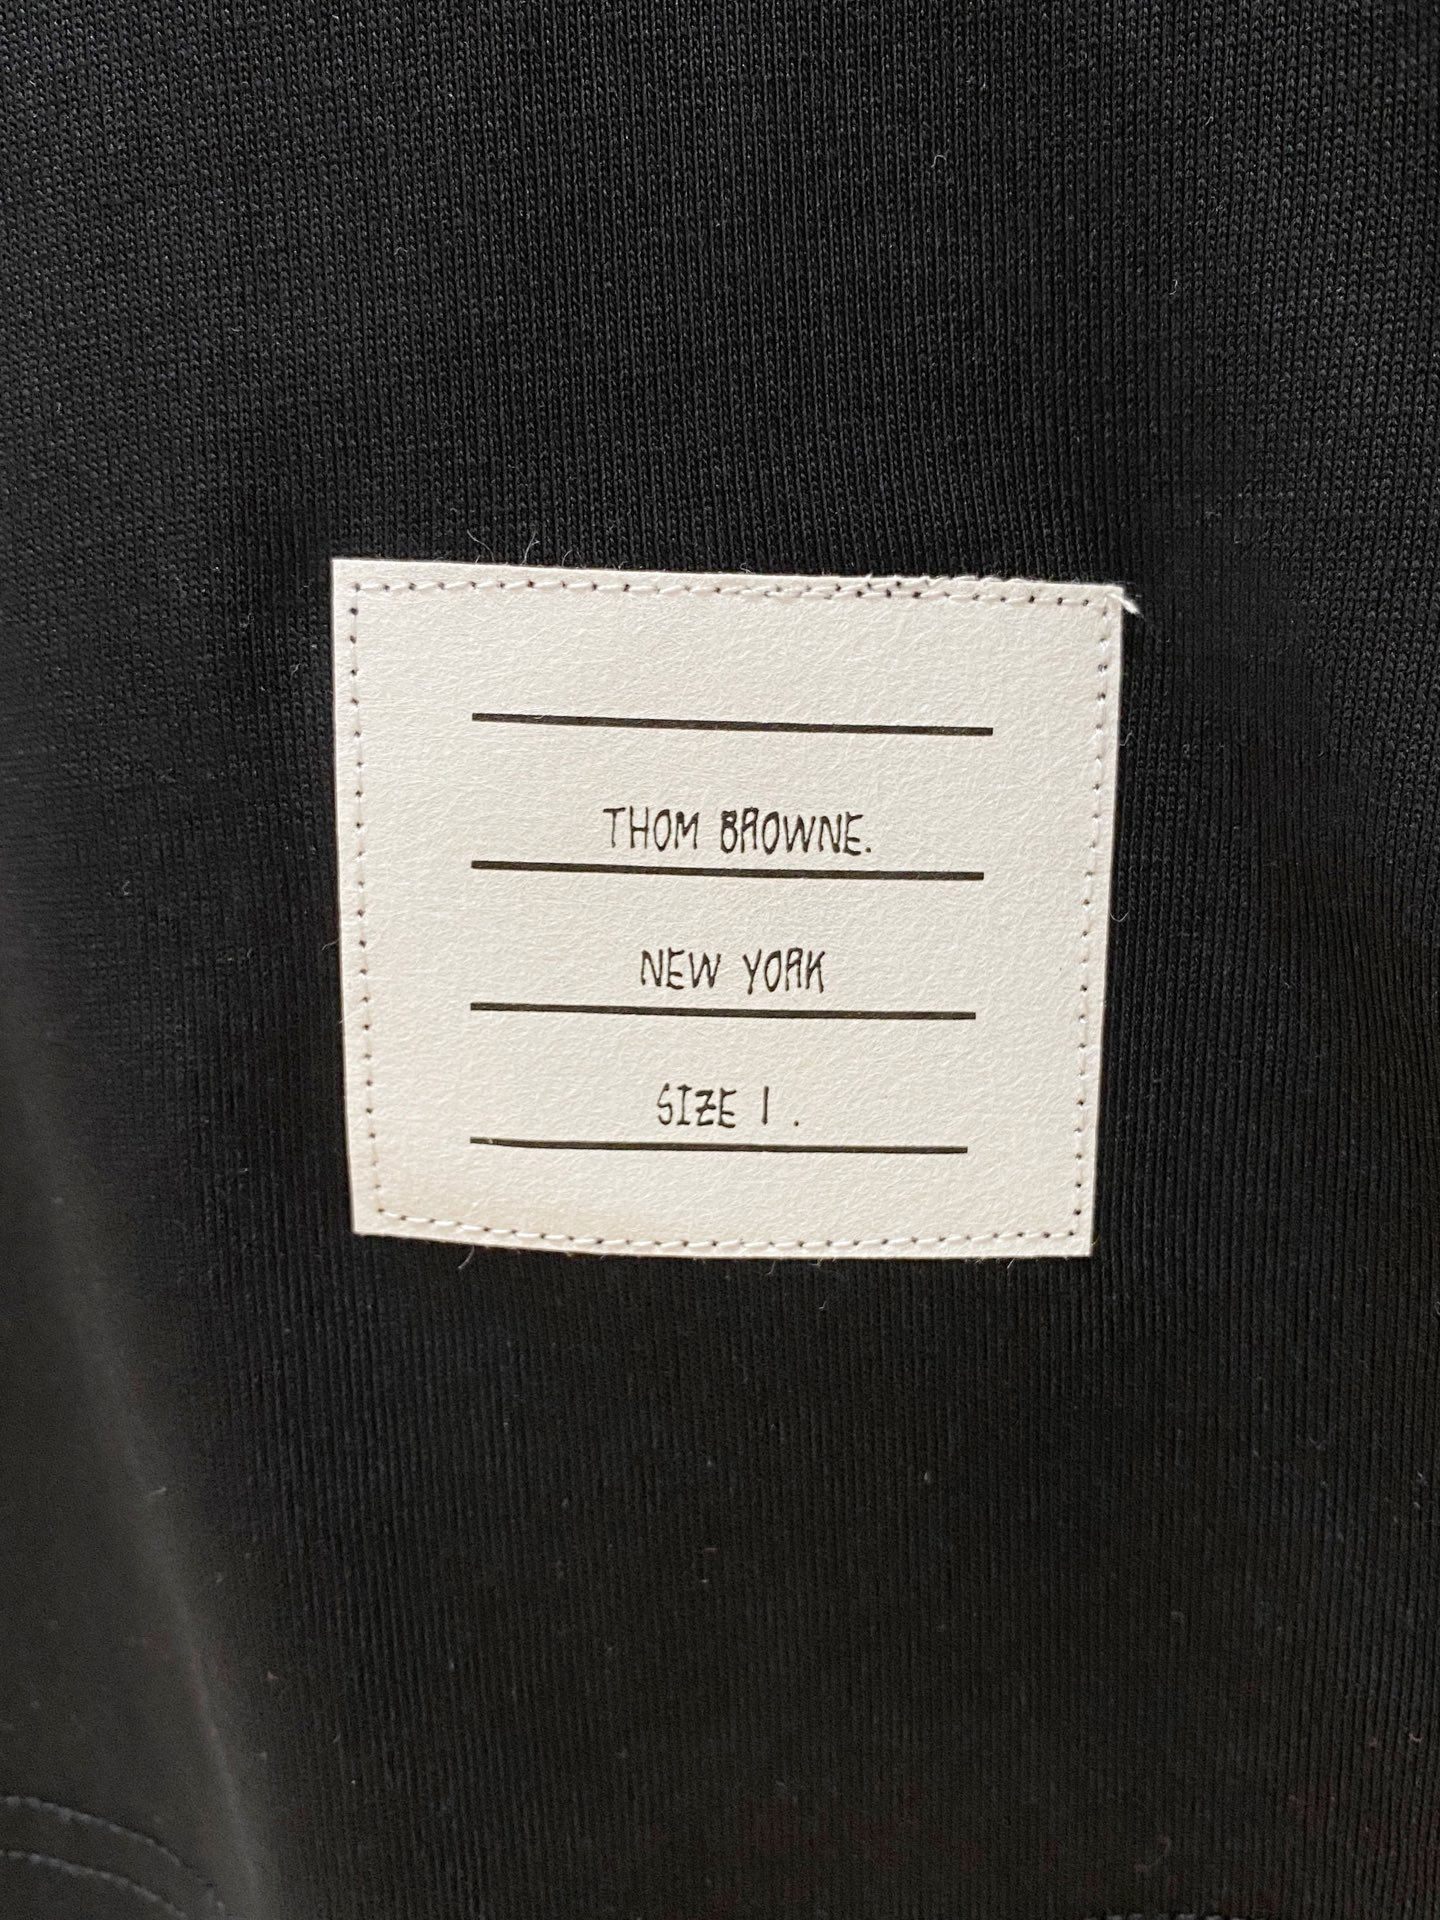 THOM BROWNE.
NEW YORK
SIZE 1 .